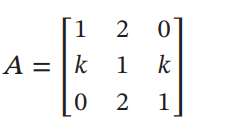 A = [1 2 0
k 1 k
0 2 1]